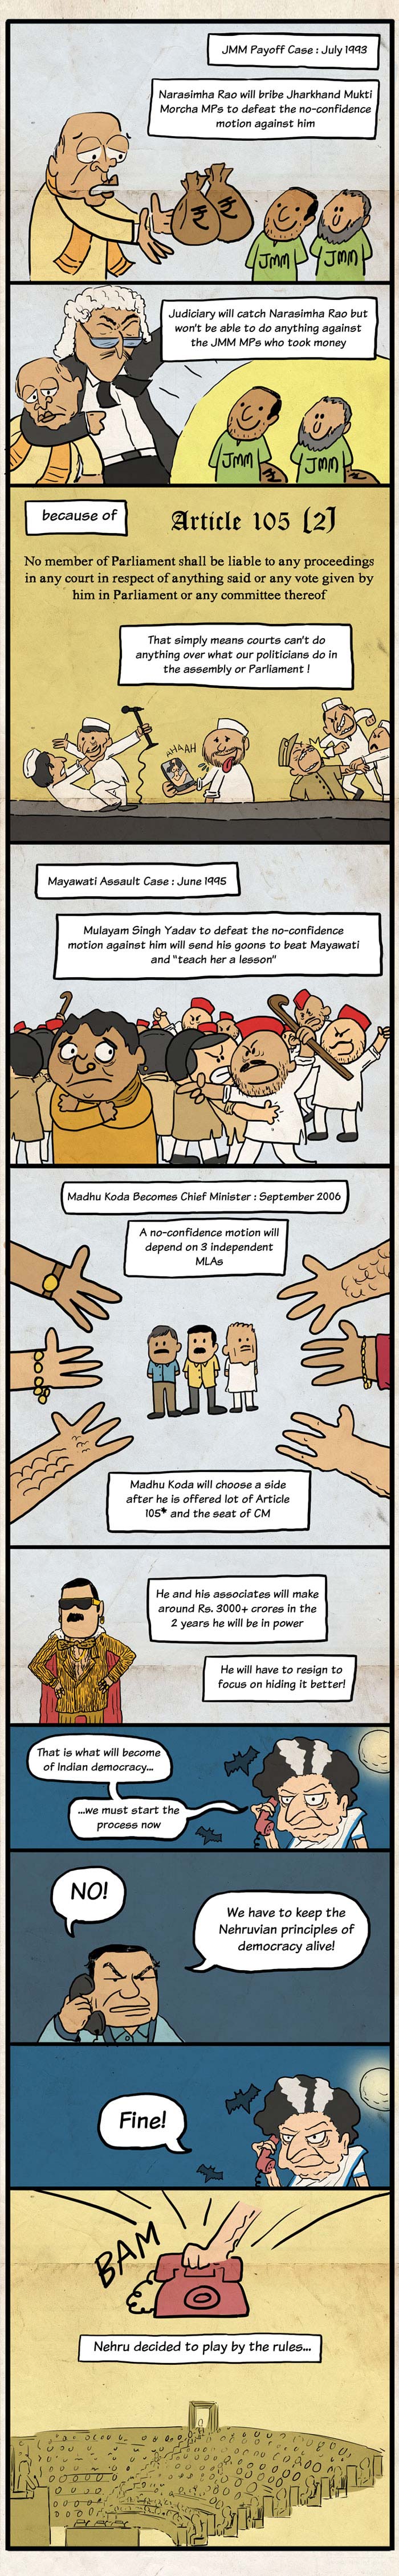 JMM Payoff Case : July 1993
Narasimha Rao will bribe Jharkhand Mukti
Morcha MPs to defeat the no-confidence
motion against him
₹
₹
JMM
JMM
Judiciary will catch Narasimha Rao but
won't be able to do anything against
the JMM MPs who took money
JMM
JMM
because of
Article 105 [2]
No member of Parliament shall be liable to any proceedings
in any court in respect of anything said or any vote given by
him in Parliament or any committee thereof
That simply means courts can't do
anything over what our politicians do in
the assembly or Parliament !
AHAAH
Mayawati Assault Case : June 1995
Mulayam Singh Yadav to defeat the no-confidence
motion against him will send his goons to beat Mayawati
and "teach her a lesson"
Madhu Koda Becomes Chief Minister : September 2006
A no-confidence motion will
depend on 3 independent
MLAs
Madhu Koda will choose a side
after he is offered lot of Article
105* and the seat of CM
He and his associates will make
around Rs. 3000+ crores in the
2 years he will be in power
He will have to resign to
focus on hiding it better!
That is what will become
of Indian democracy...
...we must start the
process now
NO!
We have to keep the
Nehruvian principles of
democracy alive!
Fine!
BAM
Nehru decided to play by the rules...